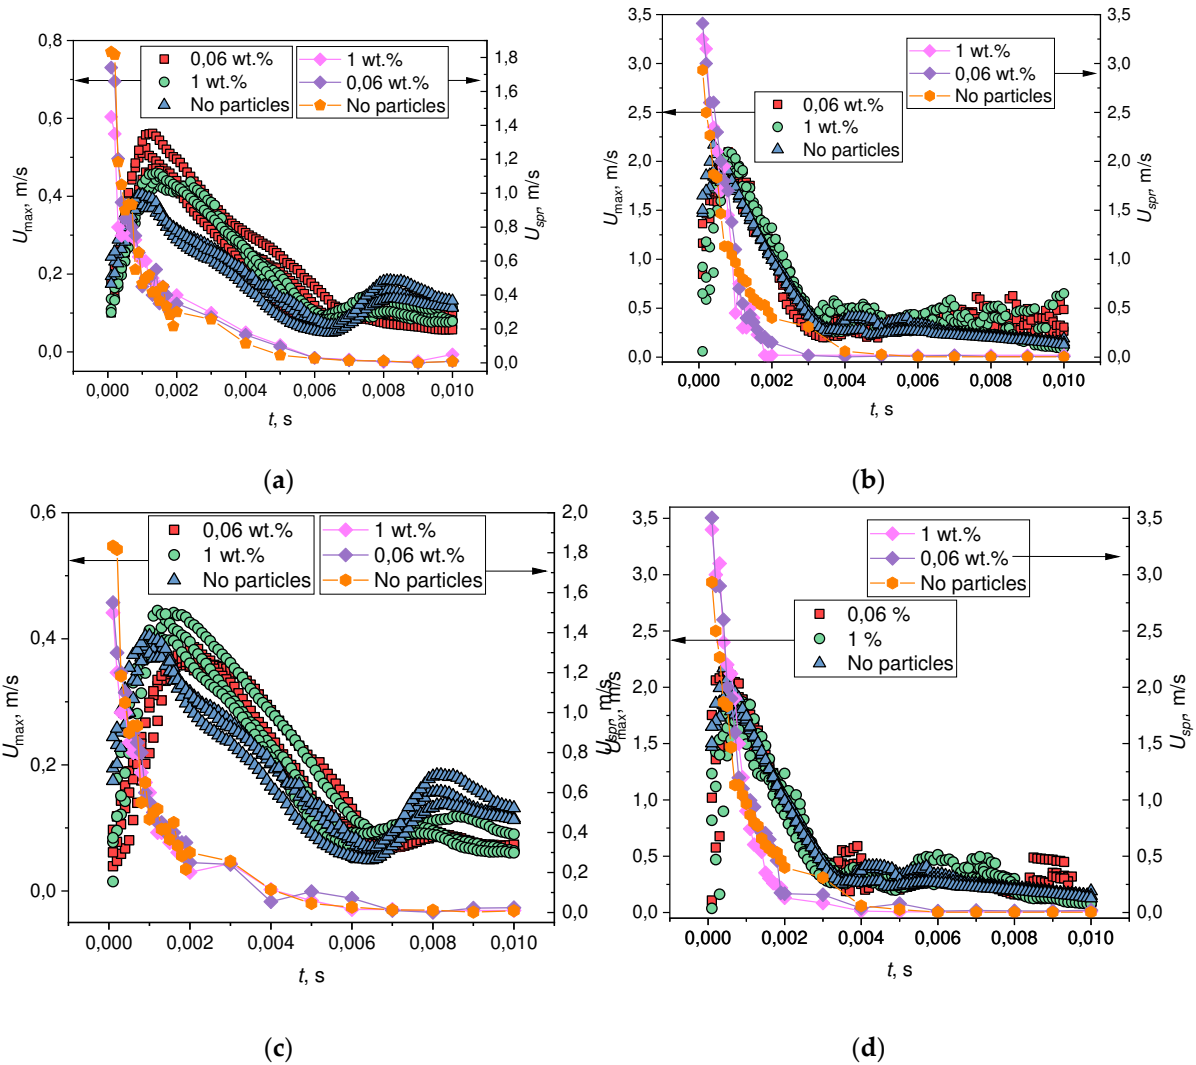 0,06 wt.%
1 wt.%
No particles
1 wt.%
0,06 wt.%
No particles
0,8
0,6
0,4
0,2
0,0
Umax, m/s
1,8
1,6
1,4
1,2
1,0
0,8
0,6
0,4
0,2
0,0
Uspr, m/s
0,000 0,002 0,004 0,006 0,008 0,010
t, s
(a)
1 wt.%
0,06 wt.%
No particles
0,06 wt.%
1 wt.%
No particles
3,5
3,0
2,5
2,0
1,5
1,0
0,5
0,0
Umax, m/s
3,5
3,0
2,5
2,0
1,5
1,0
0,5
0,0
Uspr, m/s
0,000 0,002 0,004 0,006 0,008 0,010
t, s
(b)
0,06 wt.%
1 wt.%
No particles
1 wt.%
0,06 wt.%
No particles
0,6
0,4
0,2
0,0
Umax, m/s
2,0
1,8
1,6
1,4
1,2
1,0
0,8
0,6
0,4
0,2
0,0
Uspr, m/s
0,000 0,002 0,004 0,006 0,008 0,010
t, s
(c)
1 wt.%
0,06 wt.%
No particles
0,06 %
1 %
No particles
3,5
3,0
2,5
2,0
1,5
1,0
0,5
0,0
Umax, m/s
3,5
3,0
2,5
2,0
1,5
1,0
0,5
0,0
Uspr, m/s
0,000 0,002 0,004 0,006 0,008 0,010
t, s
(d)